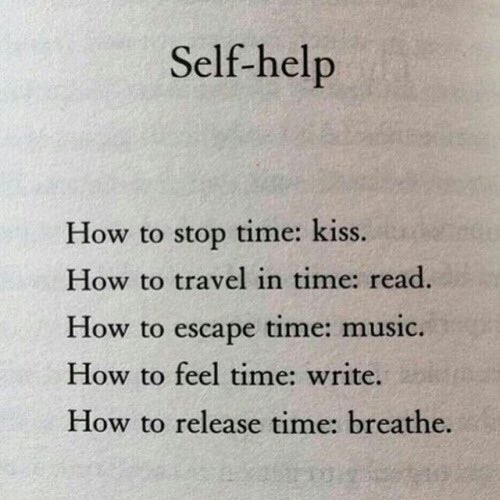 Self-help
How to stop time: kiss.
How to travel in time: read.
How to escape time: music.
How to feel time: write.
How to release time: breathe.